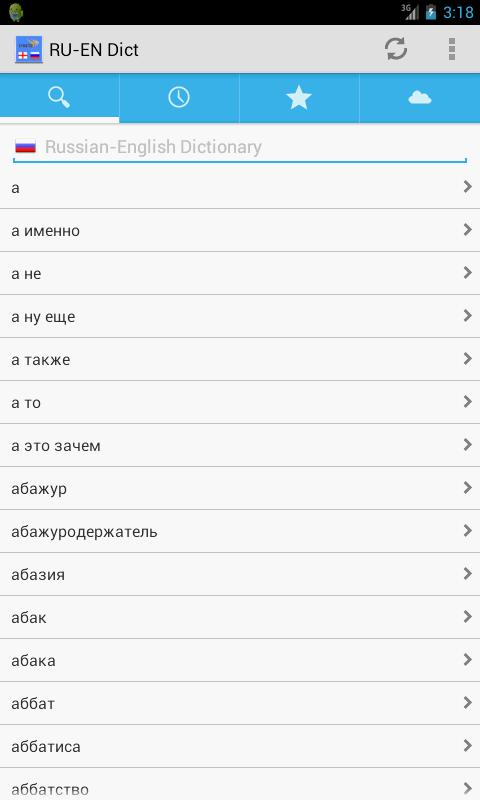 3G
3:18
RU-EN Dict
Russian-English Dictionary
а
а именно
а не
а ну еще
а также
а то
а это зачем
абажур
абажуродержатель
абазия
абак
абака
аббат
аббатиса
аббатство